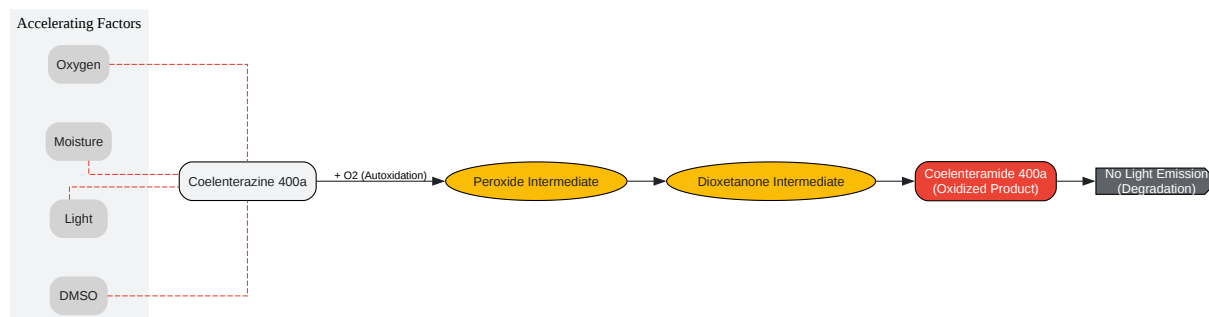 Accelerating Factors
Oxygen
Moisture
Light
DMSO
Coelenterazine 400a
+ O2 (Autoxidation)
Peroxide Intermediate
Dioxetanone Intermediate
Coelenteramide 400a
(Oxidized Product)
No Light Emission
(Degradation)